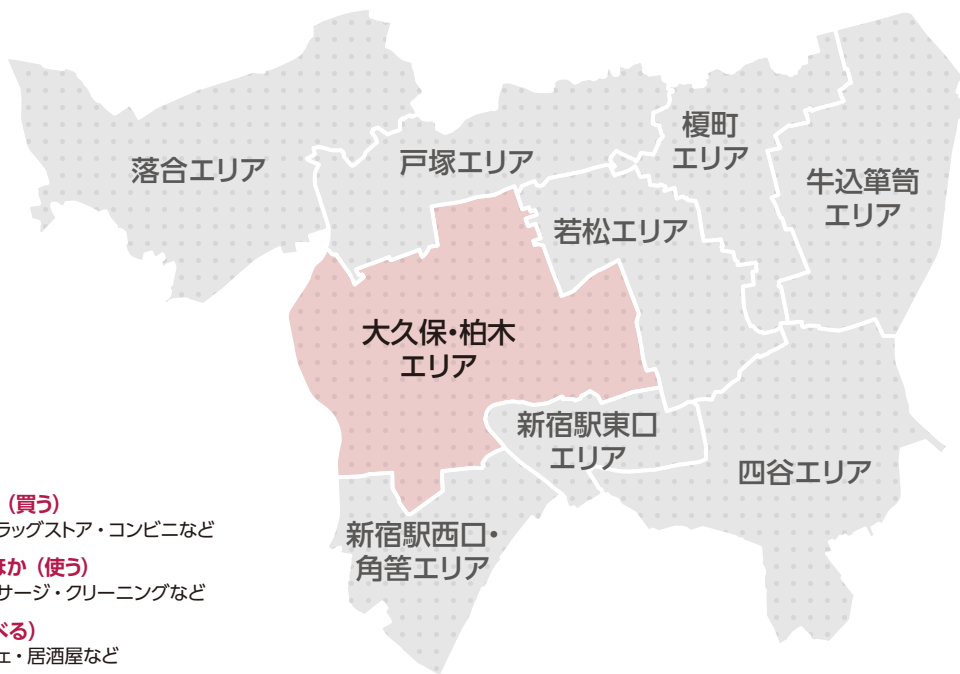 落合エリア
戸塚エリア
榎町
エリア
牛込箪笥
エリア
若松エリア
大久保・柏木
エリア
新宿駅東口
エリア
四谷エリア
新宿駅西口・
角筈エリア
（買う）
ラッグストア・コンビニなど
ほか（使う）
サージ・クリーニングなど
べる）
ェ・居酒屋など